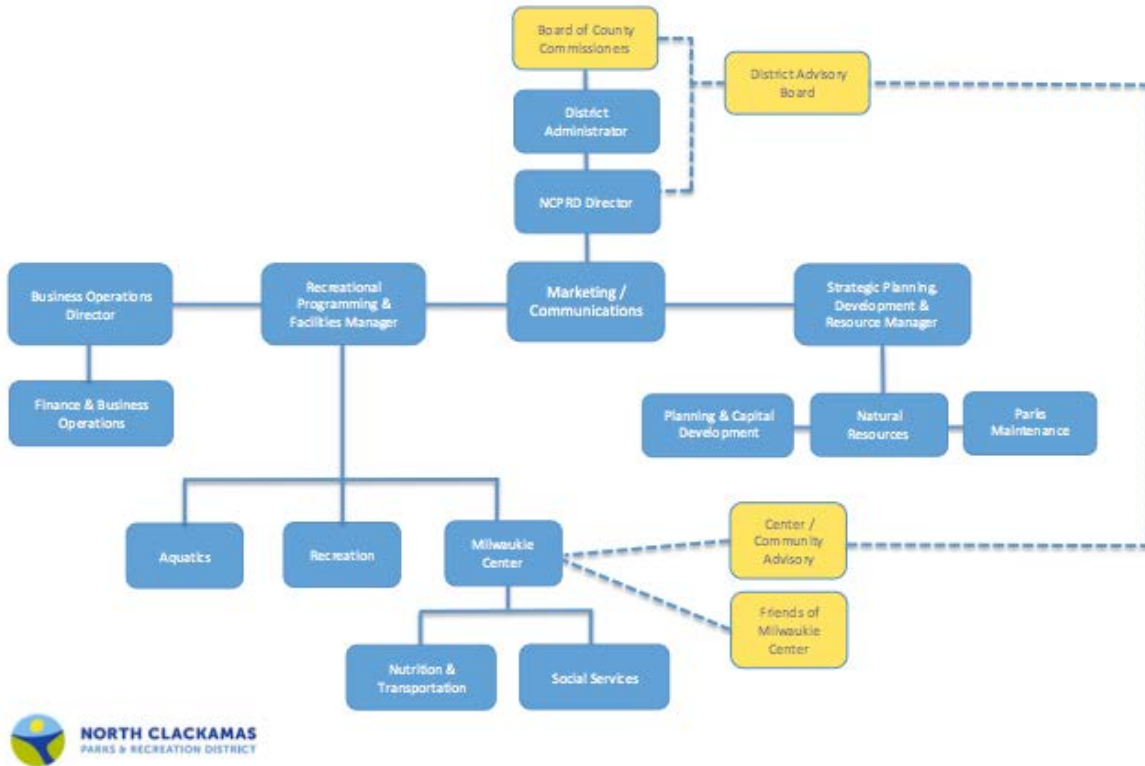 Board of County
Commissioners
District Advisory
Board
District
Administrator
NCPRD Director
Business Operations
Director
Recreational
Programming &
Facilities Manager
Marketing /
Communications
Strategic Planning,
Development &
Resource Manager
Finance & Business
Operations
Planning & Capital
Development
Natural
Resources
Parks
Maintenance
Aquatics
Recreation
Milwaukie
Center
Center /
Community
Advisory
Friends of
Milwaukie
Center
Nutrition &
Transportation
Social Services
NORTH CLACKAMAS
PARKS & RECREATION DISTRICT